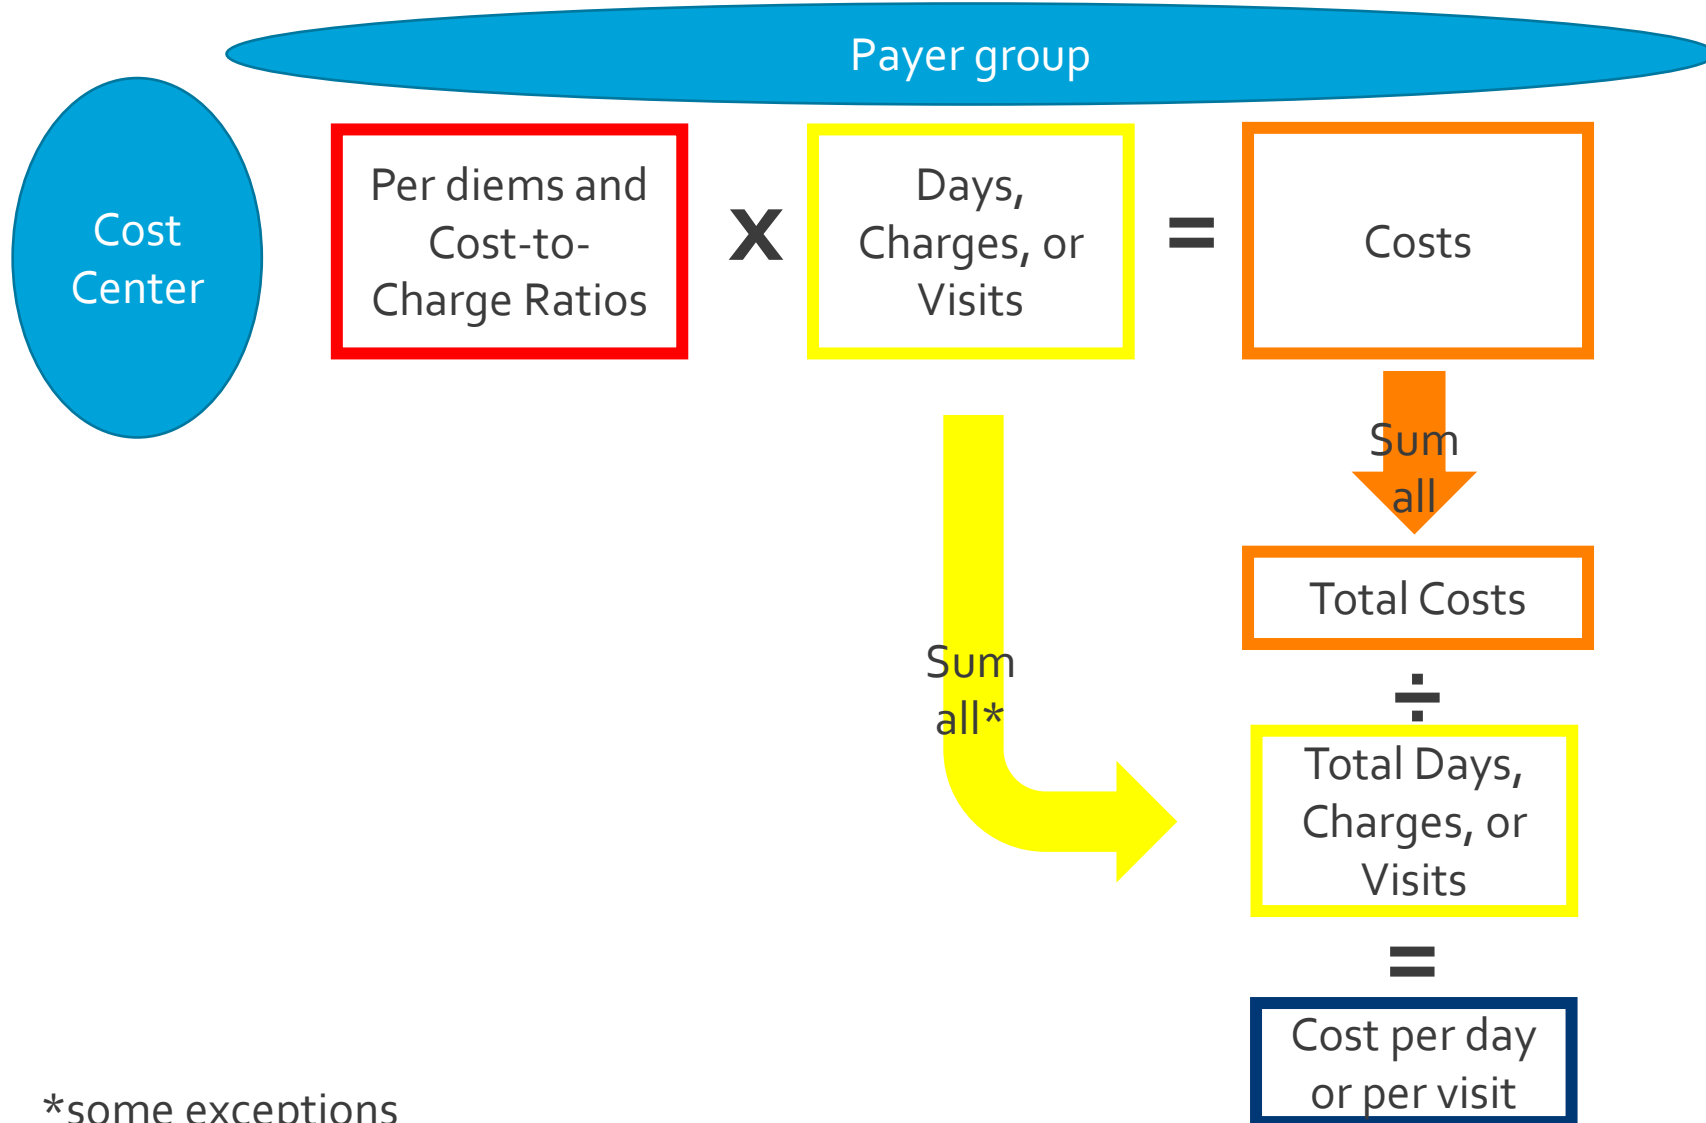 Payer group
Cost
Center
Per diems and
Cost-to-
Charge Ratios
x
Days,
Charges, or
Visits
=
Costs
Sum
all
Total Costs
÷
Sum
all*
Total Days,
Charges, or
Visits
=
Cost per day
or per visit
*some exceptions